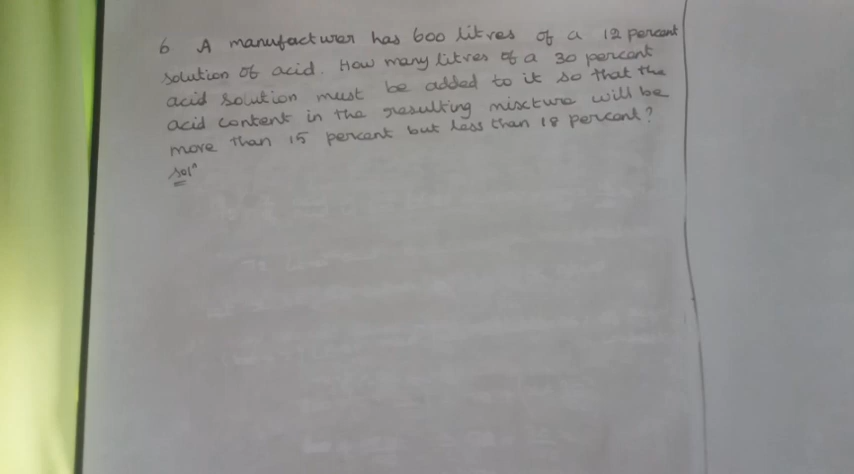 6 A manufacturer has 600 litres of a 12 percent
solution of acid. How many litres of a 30 percent
acid solution must be added to it so that the
acid content in the resulting mixture will be
more than 15 percent but less than 18 percent?
Solⁿ